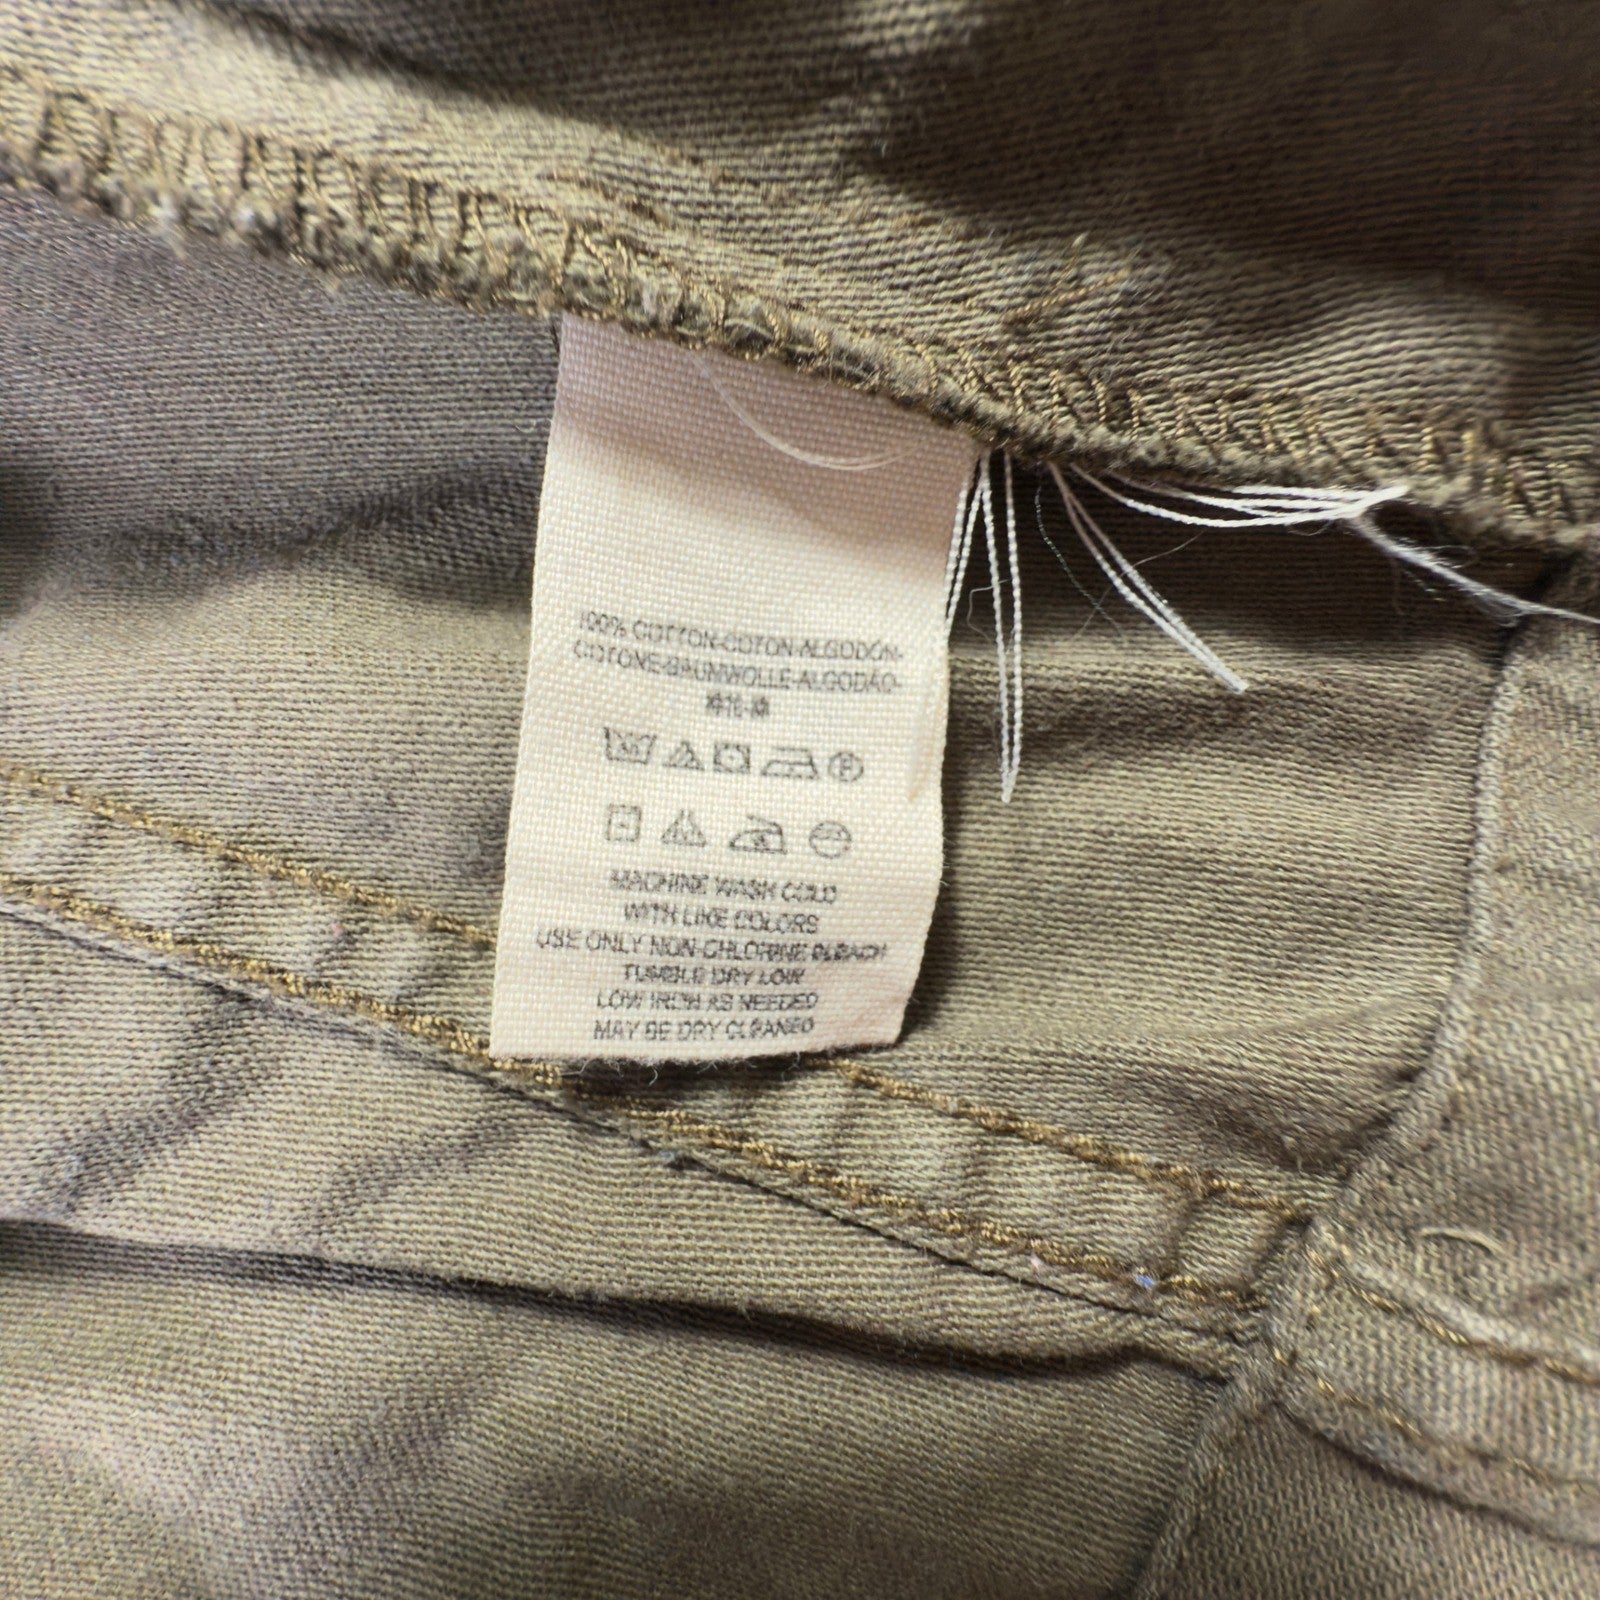 100% COTTON-COTON-ALGODÓN-
COTONE-BAUMWOLLE-ALGODÃO-
MACHINE WASH COLD
WITH LIKE COLORS
USE ONLY NON-CHLORINE BLEACH
TUMBLE DRY LOW
LOW IRON AS NEEDED
MAY BE DRY CLEANED